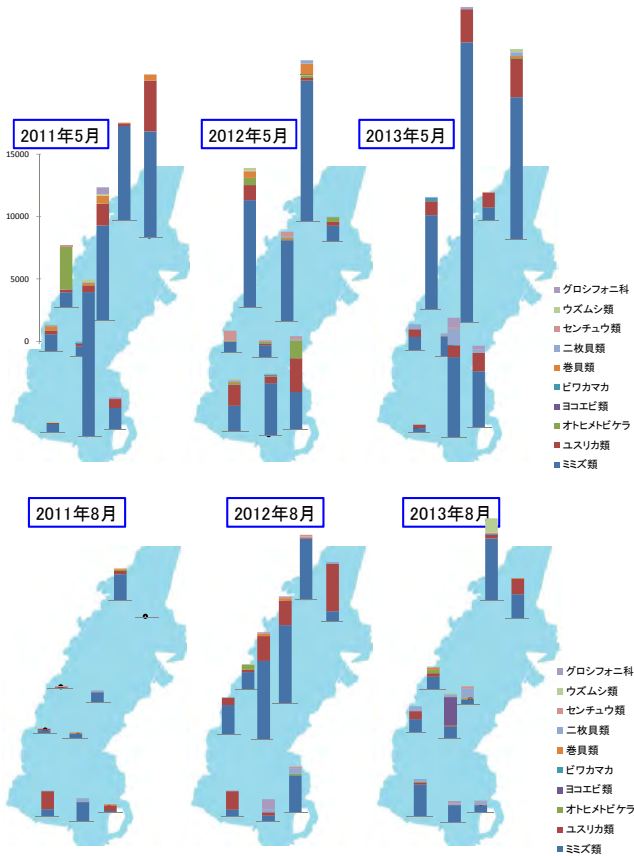 2011年5月
2012年5月
2013年5月
15000
10000
5000
0
グロシフォニ科
ウズムシ類
センチュウ類
二枚貝類
巻貝類
ビワカマカ
ヨコエビ類
オトヒメトビケラ
ユスリカ類
ミミズ類
2011年8月
2012年8月
2013年8月
グロシフォニ科
ウズムシ類
センチュウ類
二枚貝類
巻貝類
ビワカマカ
ヨコエビ類
オトヒメトビケラ
ユスリカ類
ミミズ類